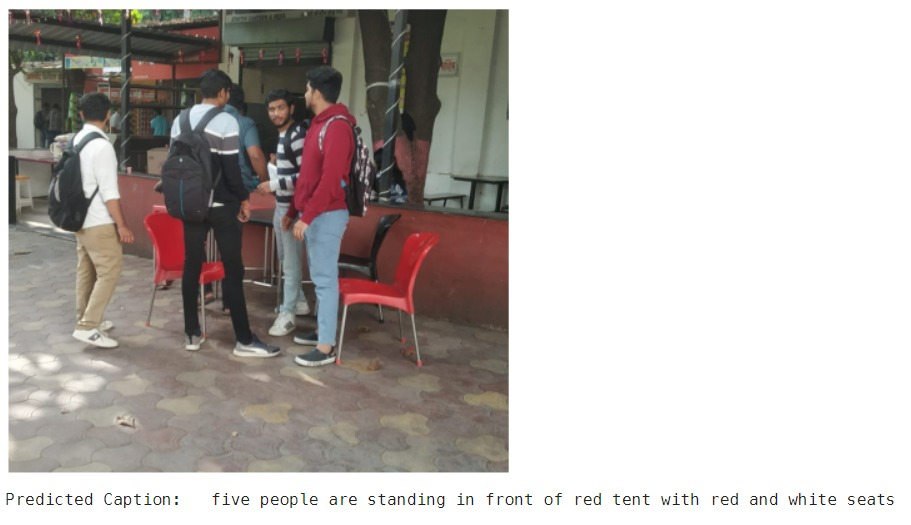 Predicted Caption: five people are standing in front of red tent with red and white seats